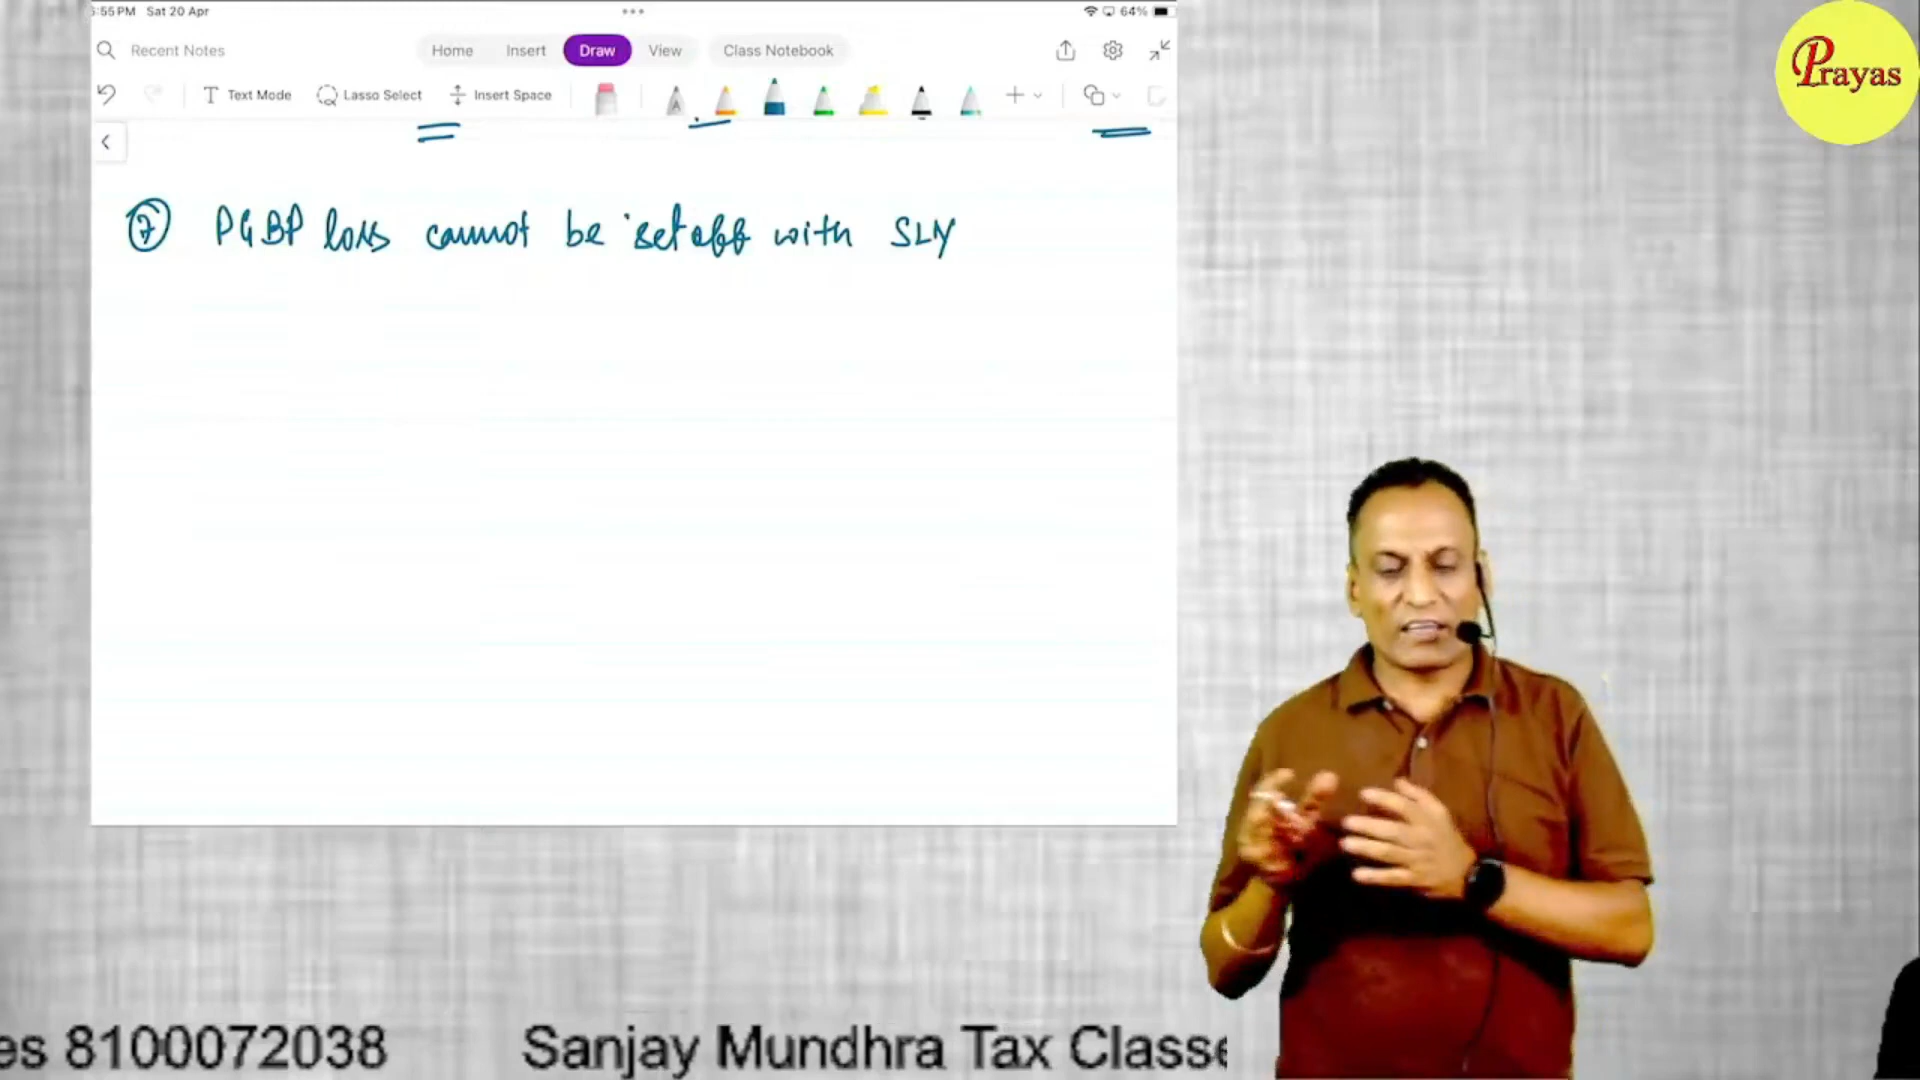 :55 PM Sat 20 Apr
64%
Prayas
Recent Notes
Home Insert Draw View Class Notebook
Text Mode Lasso Select Insert Space
A
7 PGBP loss cannot be setoff with SLY
es 8100072038 Sanjay Mundhra Tax Classe